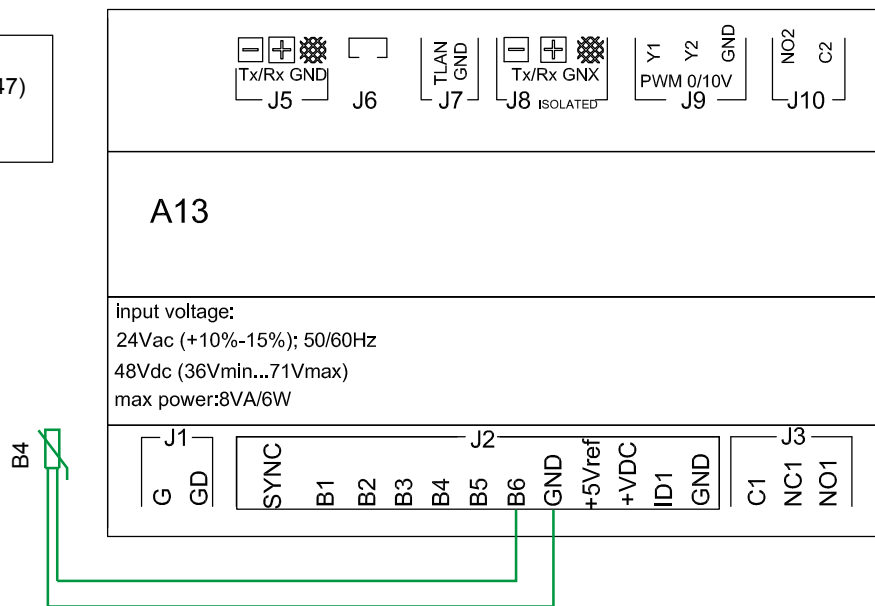 47)
Tx/Rx GND
J5
J6
TLAN
GND
J7
Tx/Rx GNX
J8 ISOLATED
Y1
Y2
GND
PWM 0/10V
J9
NO2
C2
J10
A13
input voltage:
24Vac (+10%-15%); 50/60Hz
48Vdc (36Vmin...71Vmax)
max power:8VA/6W
B4
J1
G
GD
J2
SYNC
B1
B2
B3
B4
B5
B6
GND
+5Vref
+VDC
ID1
GND
J3
C1
NC1
NO1